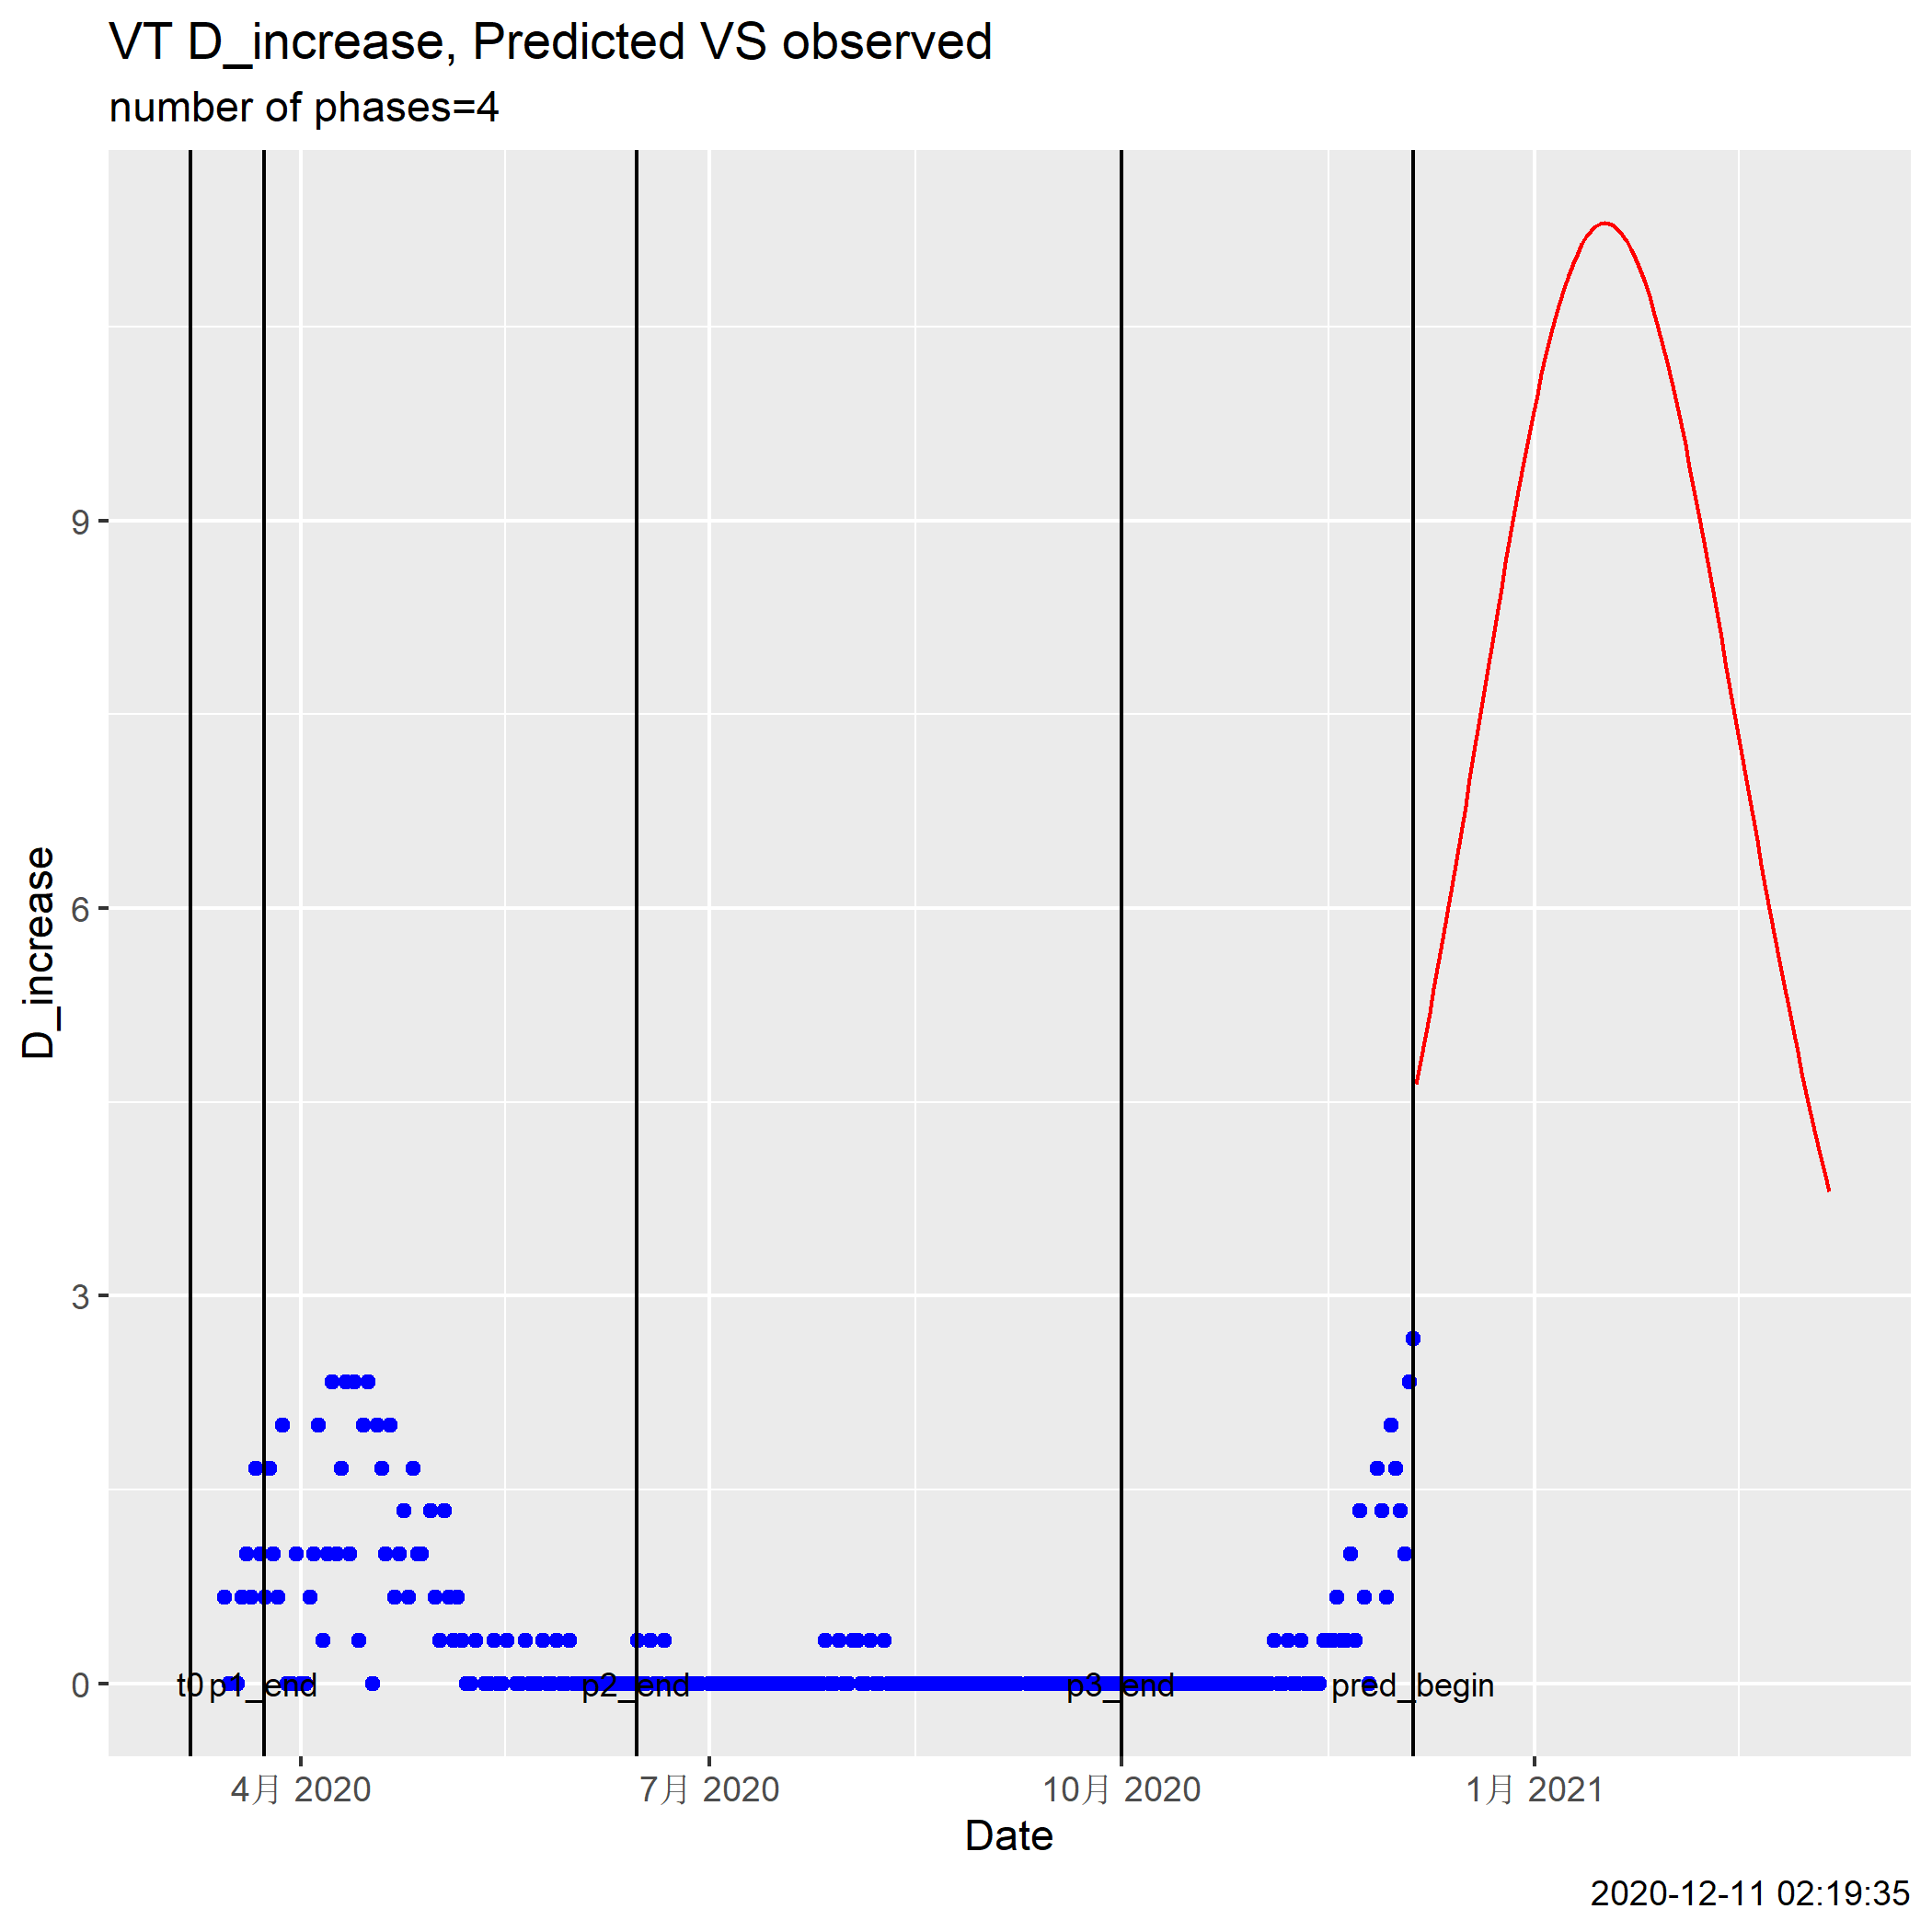 VT D_increase, Predicted VS observed
number of phases=4
D_increase
9
6
3
0
t0 p1_end p2_end p3_end pred_begin
4月 2020 7月 2020 10月 2020 1月 2021
Date
2020-12-11 02:19:35